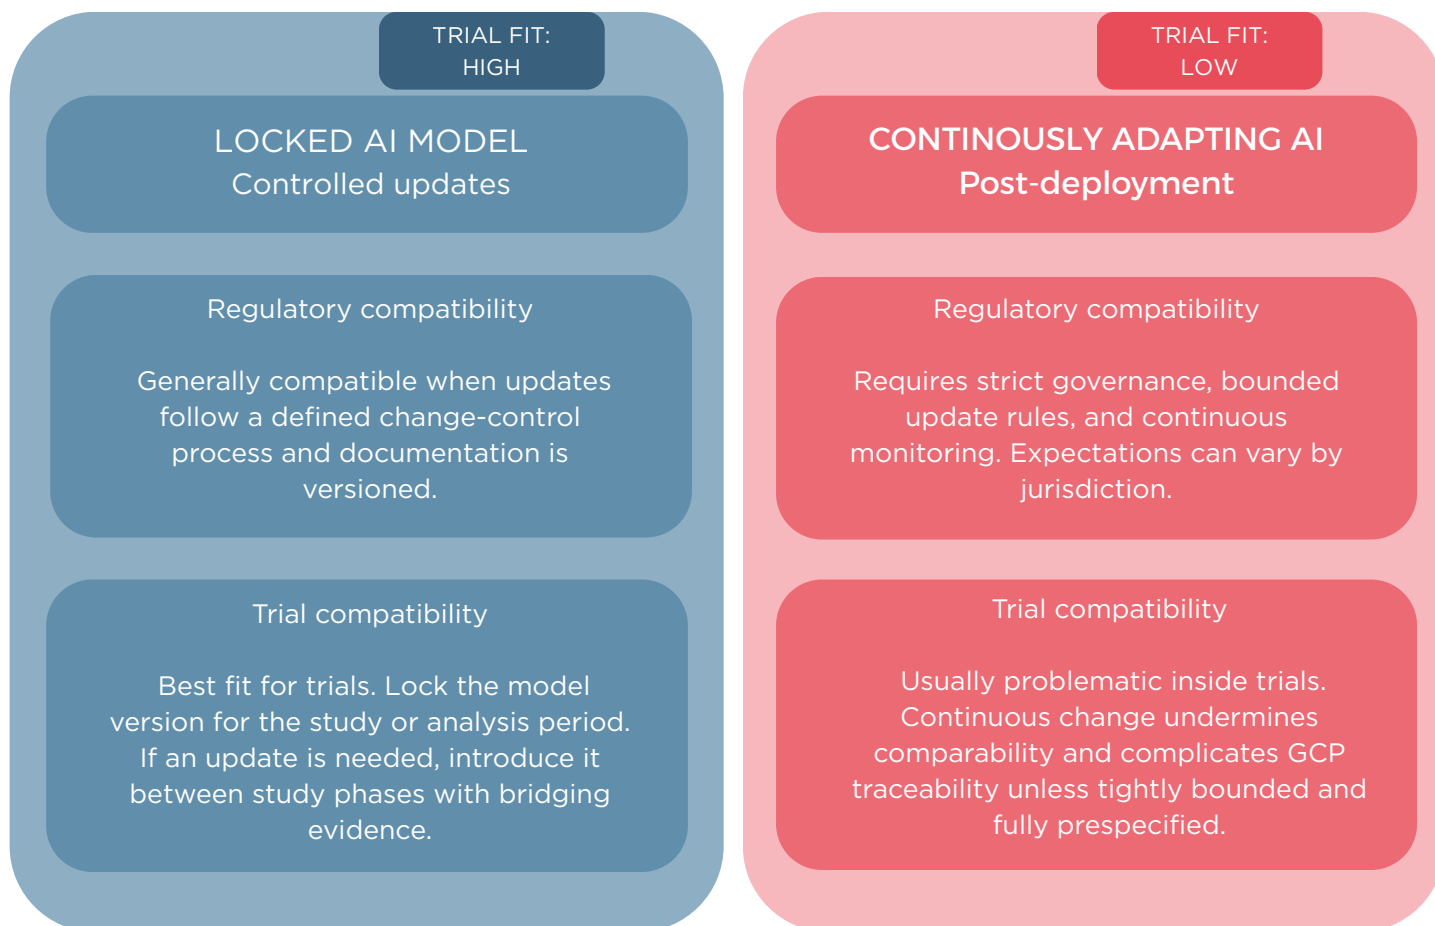 TRIAL FIT:
HIGH
LOCKED AI MODEL
Controlled updates
Regulatory compatibility
Generally compatible when updates
follow a defined change-control
process and documentation is
versioned.
Trial compatibility
Best fit for trials. Lock the model
version for the study or analysis period.
If an update is needed, introduce it
between study phases with bridging
evidence.
TRIAL FIT:
LOW
CONTINOUSLY ADAPTING AI
Post-deployment
Regulatory compatibility
Requires strict governance, bounded
update rules, and continuous
monitoring. Expectations can vary by
jurisdiction.
Trial compatibility
Usually problematic inside trials.
Continuous change undermines
comparability and complicates GCP
traceability unless tightly bounded and
fully prespecified.